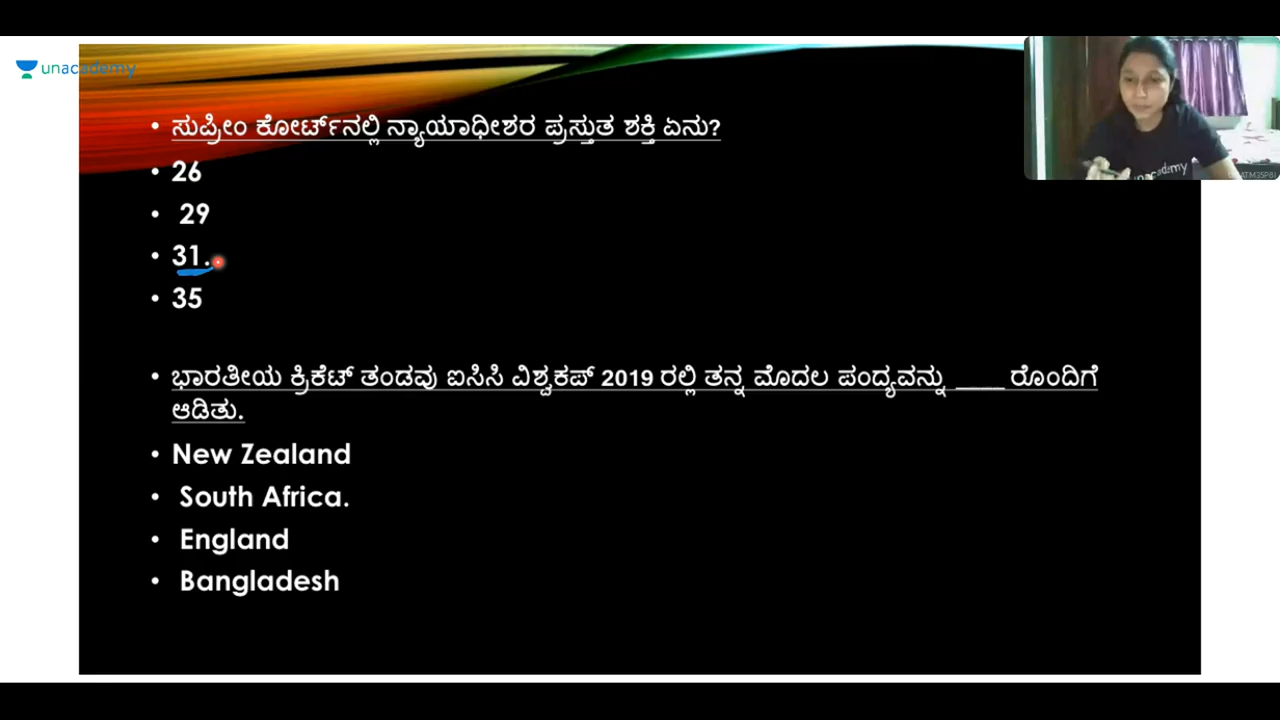 unacademy
• ಸುಪ್ರೀಂ ಕೋರ್ಟ್‌ನಲ್ಲಿ ನ್ಯಾಯಾಧೀಶರ ಪ್ರಸ್ತುತ ಶಕ್ತಿ ಏನು?
• 26
• 29
• 31.
• 35
• ಭಾರತೀಯ ಕ್ರಿಕೆಟ್ ತಂಡವು ಐಸಿಸಿ ವಿಶ್ವಕಪ್ 2019 ರಲ್ಲಿ ತನ್ನ ಮೊದಲ ಪಂದ್ಯವನ್ನು ____ ರೊಂದಿಗೆ
ಆಡಿತು.
• New Zealand
• South Africa.
• England
• Bangladesh
unacademy